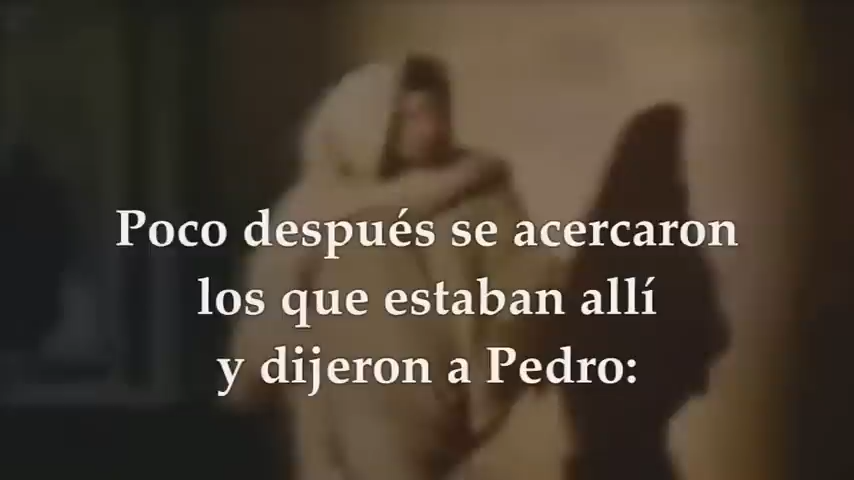 Poco después se acercaron
los que estaban allí
y dijeron a Pedro: